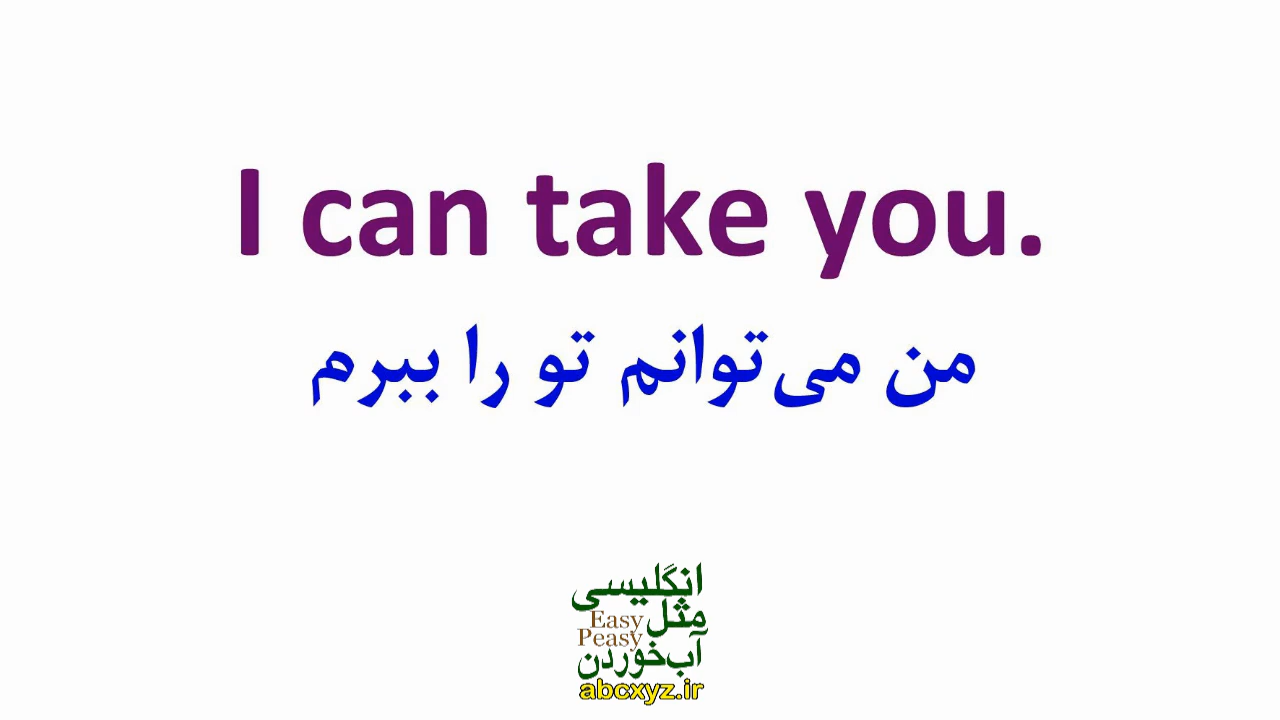 I can take you.
من می‌توانم تو را ببرم
انگلیسی
مثل
Easy
Peasy
آب‌خوردن
abcxyz.ir